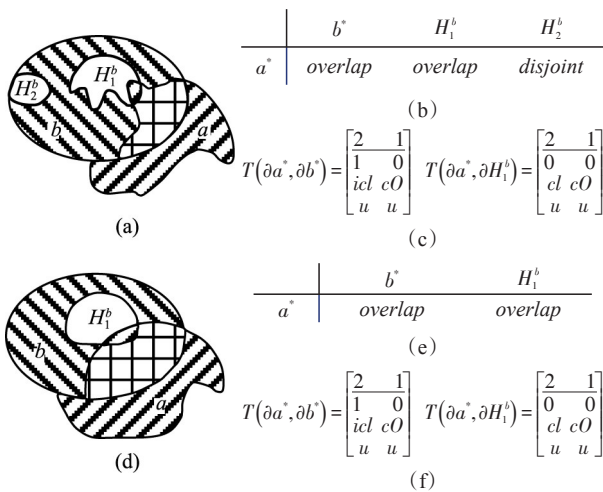 H₁ᵇ
H₂ᵇ
b
a
(a)
b* H₁ᵇ H₂ᵇ
a* overlap overlap disjoint
(b)
T(∂a*, ∂b*) = [2 1
1 0
icl cO
u u]
T(∂a*, ∂H₁ᵇ) = [2 1
0 0
cl cO
u u]
(c)
H₁ᵇ
b
a
(d)
b* H₁ᵇ
a* overlap overlap
(e)
T(∂a*, ∂b*) = [2 1
1 0
icl cO
u u]
T(∂a*, ∂H₁ᵇ) = [2 1
0 0
cl cO
u u]
(f)